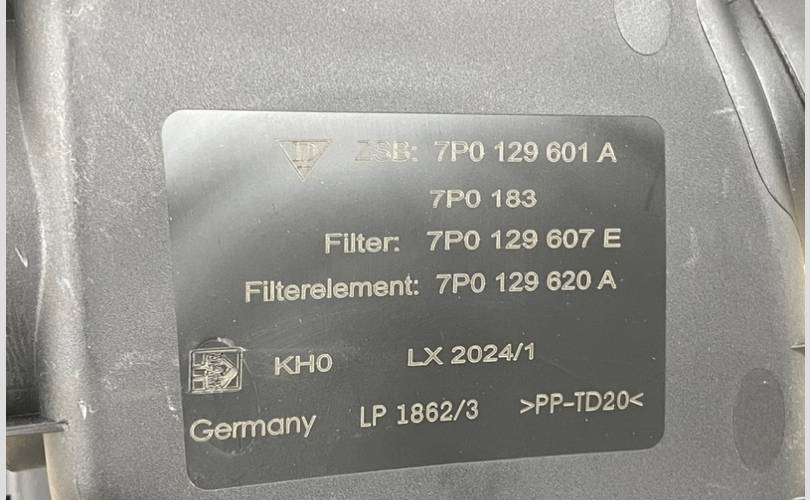 ZSB: 7P0 129 601 A
7P0 183
Filter: 7P0 129 607 E
Filterelement: 7P0 129 620 A
KH0 LX 2024/1
Germany LP 1862/3 >PP-TD20<